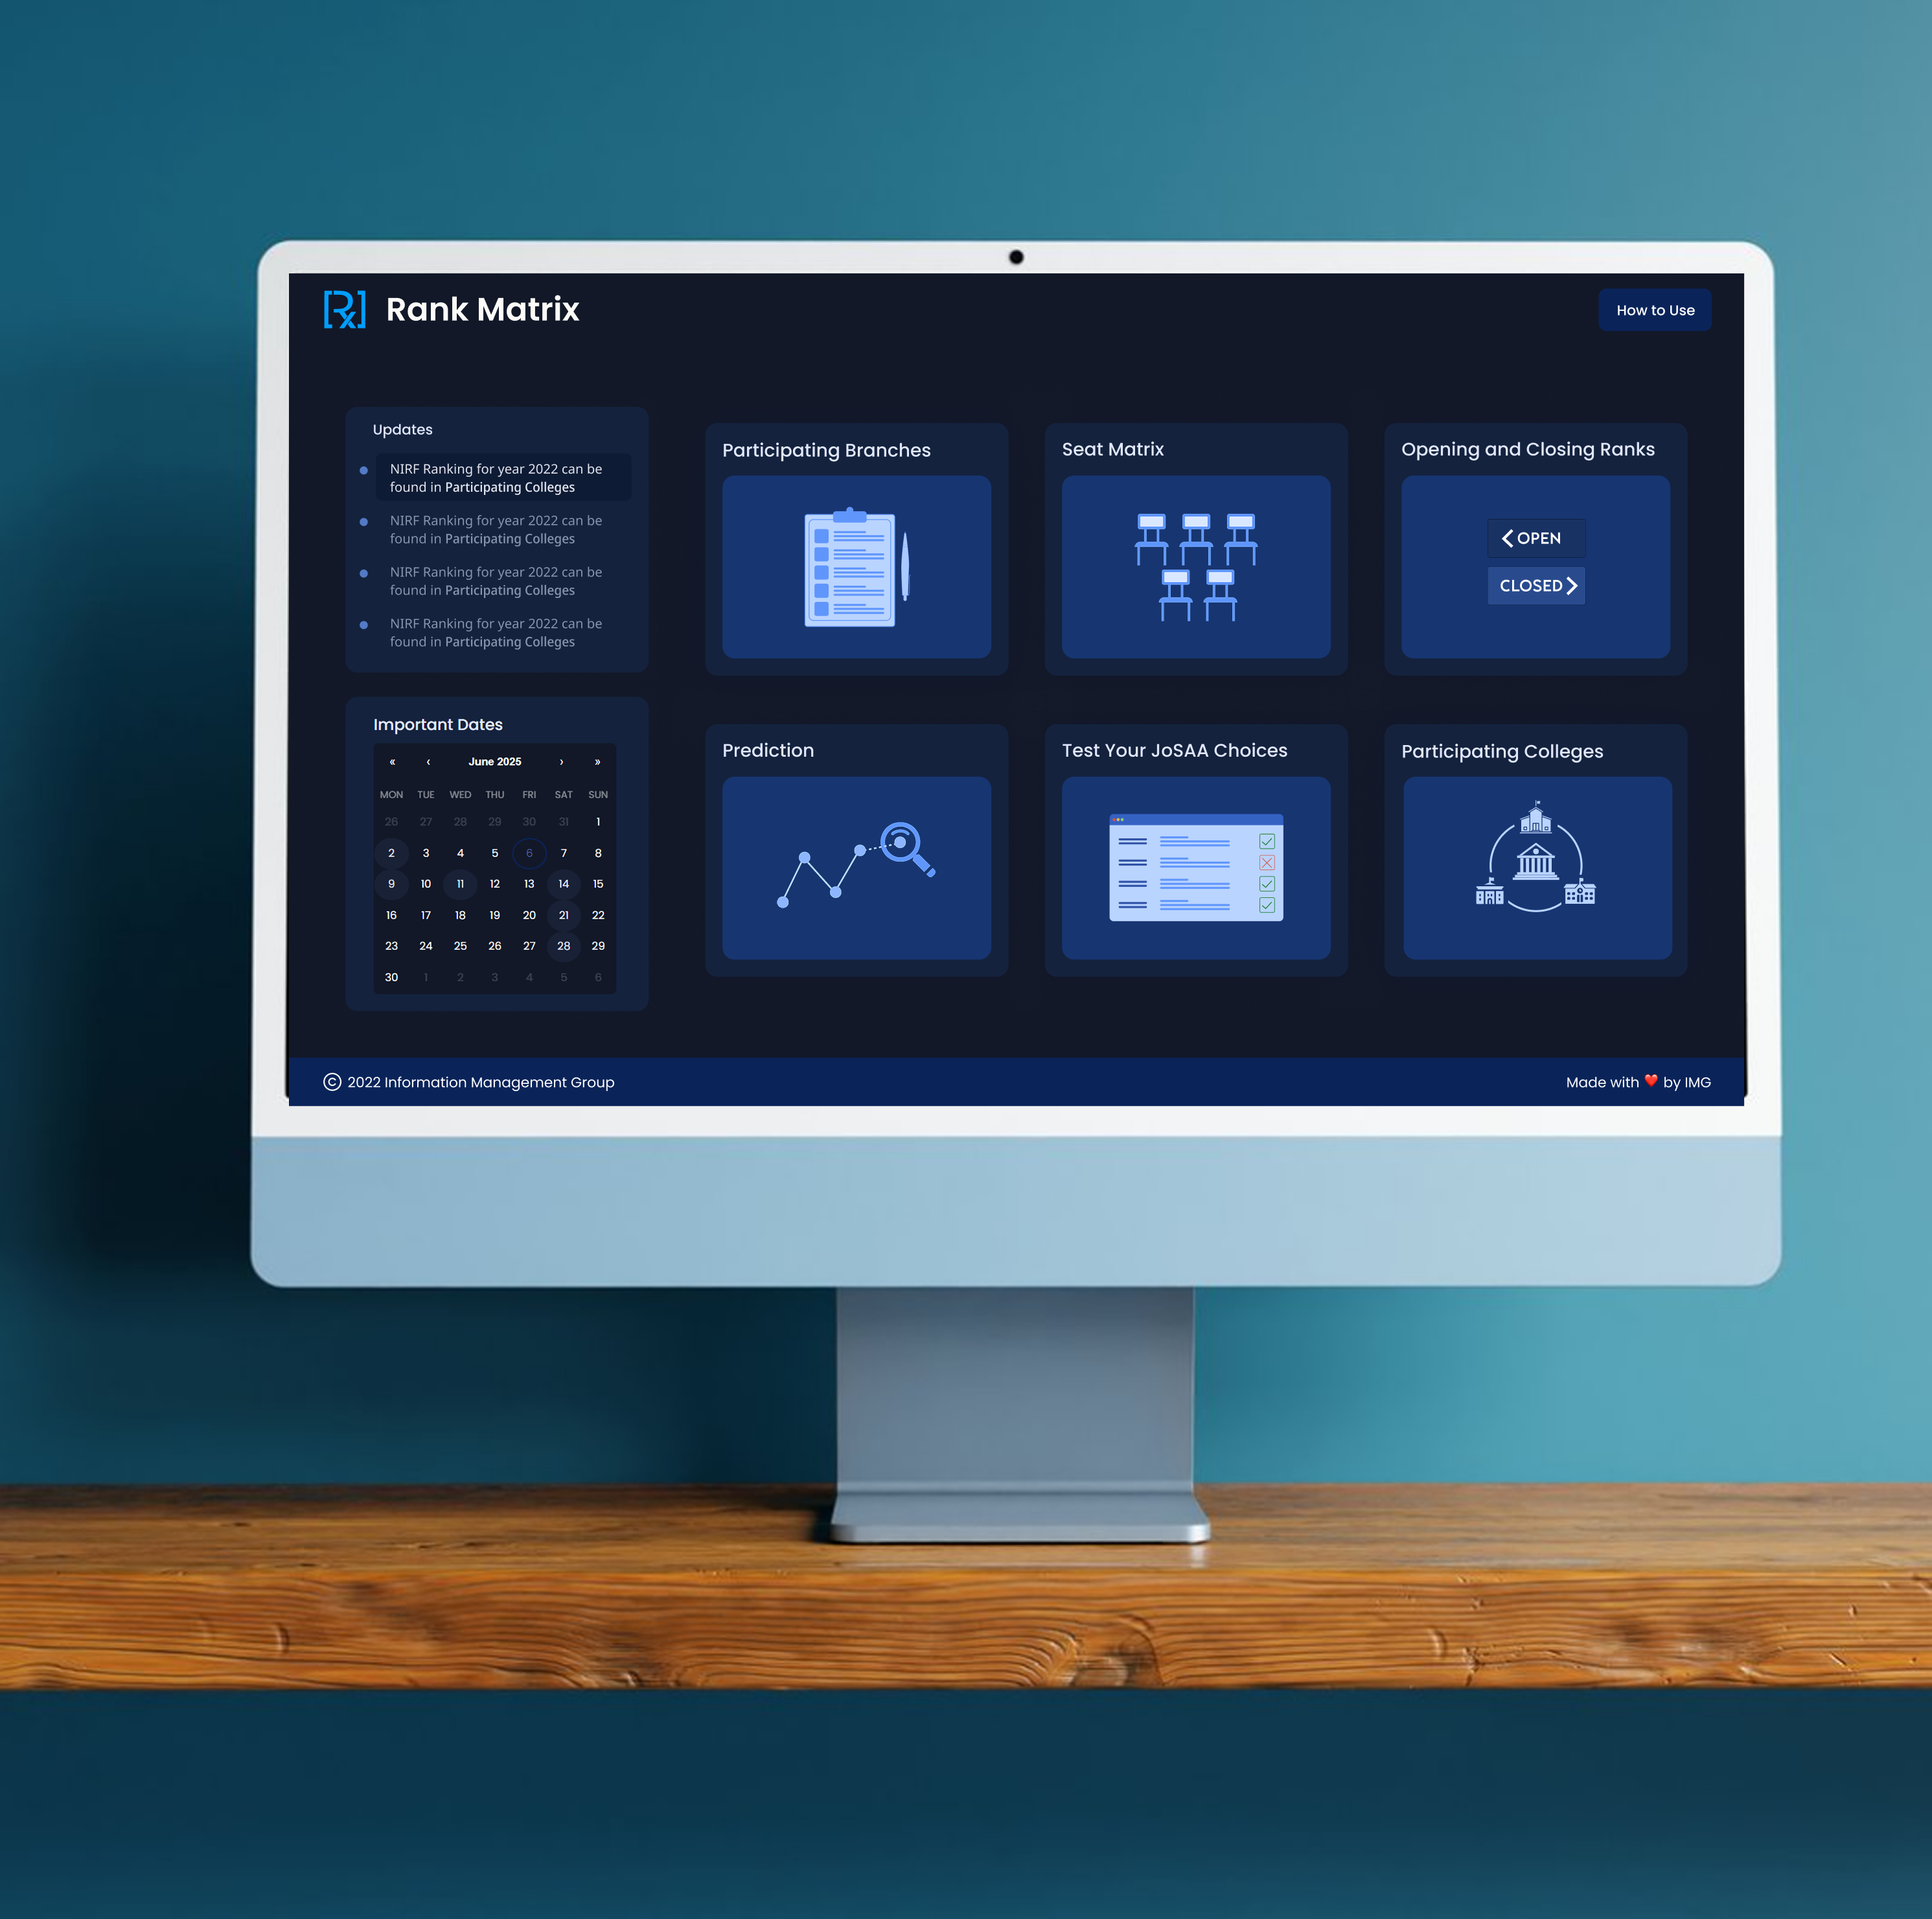 Rx Rank Matrix
How to Use
Updates
NIRF Ranking for year 2022 can be
found in Participating Colleges
NIRF Ranking for year 2022 can be
found in Participating Colleges
NIRF Ranking for year 2022 can be
found in Participating Colleges
NIRF Ranking for year 2022 can be
found in Participating Colleges
Important Dates
« ‹ June 2025 › »
MON TUE WED THU FRI SAT SUN
26 27 28 29 30 31 1
2 3 4 5 6 7 8
9 10 11 12 13 14 15
16 17 18 19 20 21 22
23 24 25 26 27 28 29
30 1 2 3 4 5 6
Participating Branches
Seat Matrix
Opening and Closing Ranks
OPEN
CLOSED
Prediction
Test Your JoSAA Choices
Participating Colleges
© 2022 Information Management Group
Made with ❤️ by IMG